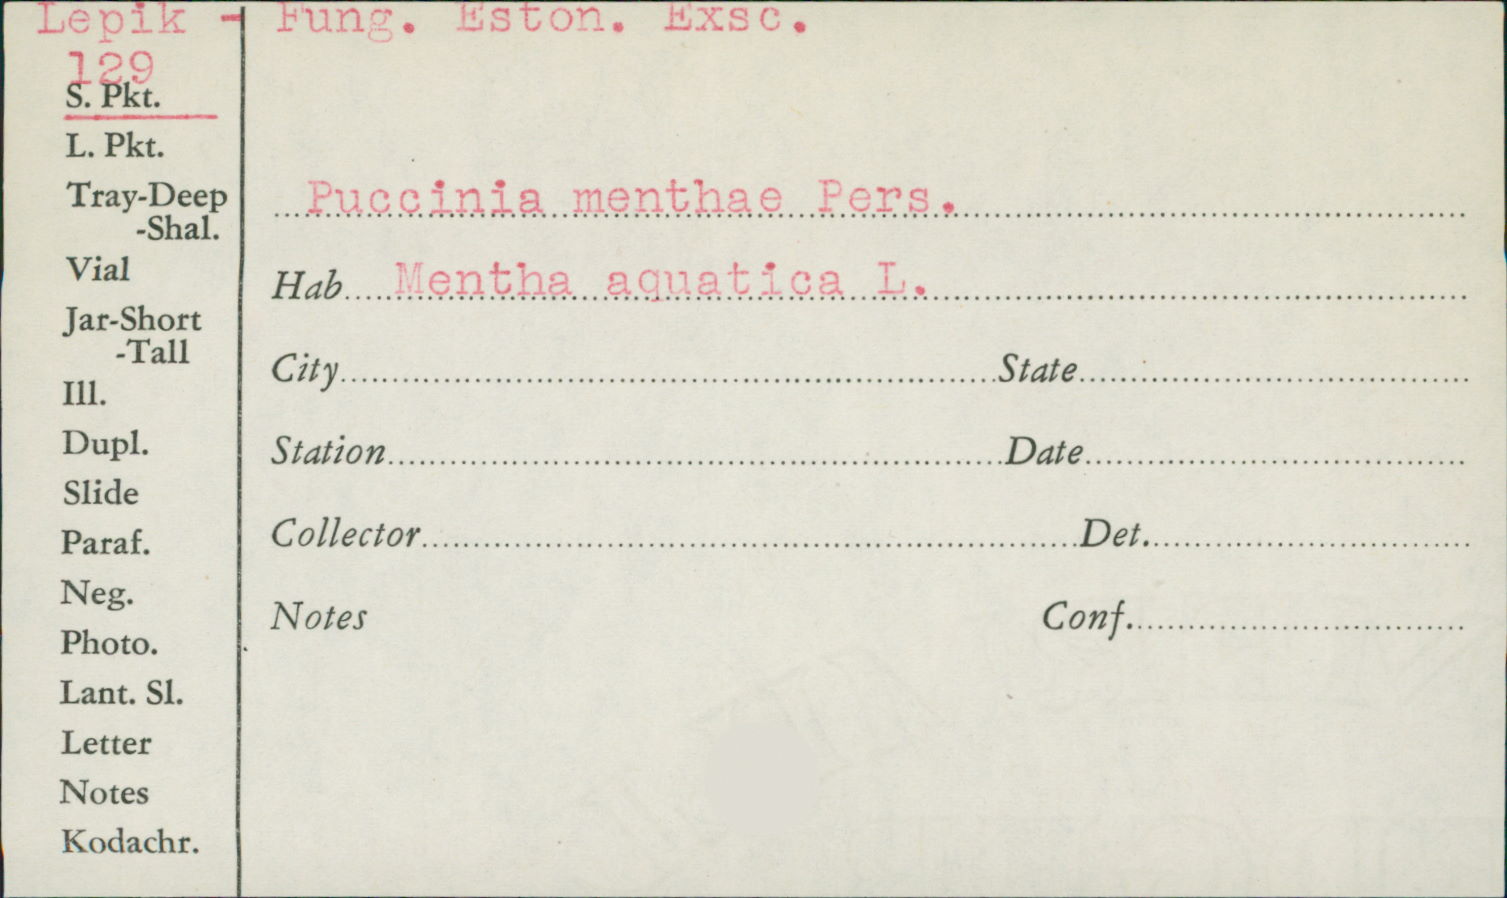 Lepik - Fung. Eston. Exsc.
129
S. Pkt.
L. Pkt.
Tray-Deep
-Shal.
Vial
Jar-Short
-Tall
Ill.
Dupl.
Slide
Paraf.
Neg.
Photo.
Lant. Sl.
Letter
Notes
Kodachr.
Puccinia menthae Pers.
Hab. Mentha aquatica L.
City State
Station Date
Collector Det.
Notes Conf.